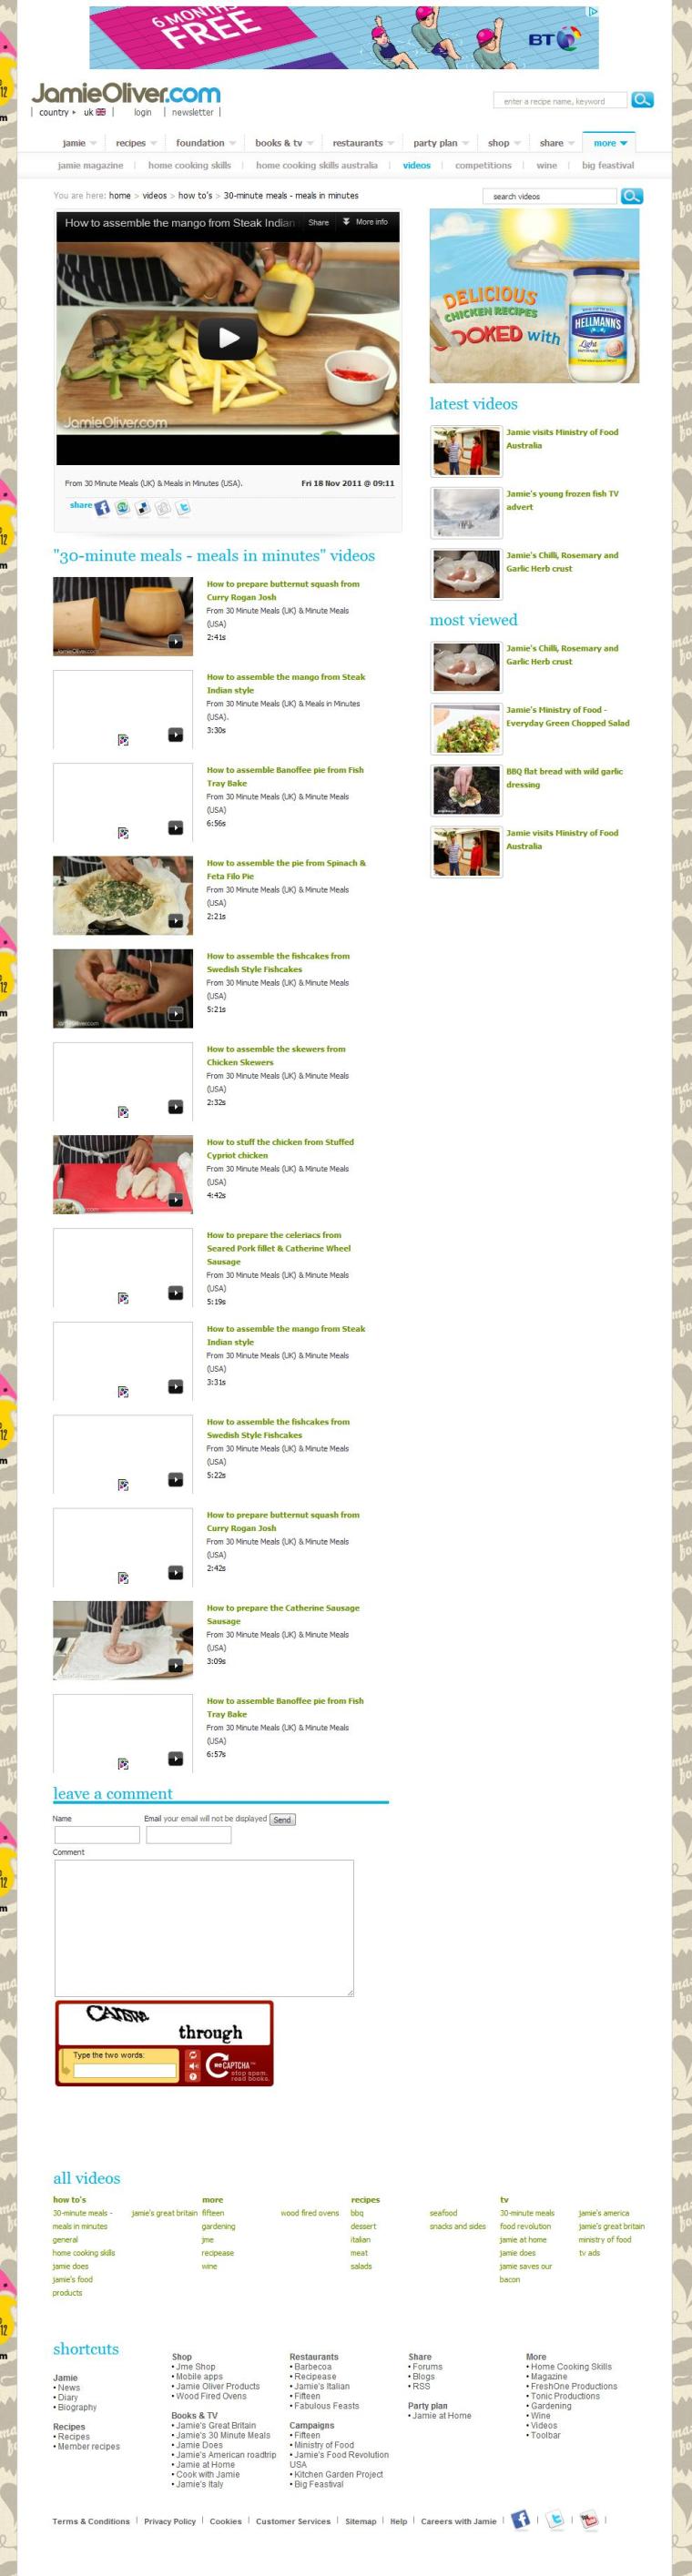 6 MONTHS
FREE
BT
JamieOliver.com
country uk login newsletter
enter a recipe name, keyword
jamie recipes foundation books & tv restaurants party plan shop share more
jamie magazine home cooking skills home cooking skills australia videos competitions wine big feastival
You are here: home > videos > how to's > 30-minute meals - meals in minutes
search videos
How to assemble the mango from Steak Indian Share More info
JamieOliver.com
From 30 Minute Meals (UK) & Meals in Minutes (USA). Fri 18 Nov 2011 @ 09:11
share
DELICIOUS
CHICKEN RECIPES
COOKED with
HELLMANN'S
Light
latest videos
Jamie visits Ministry of Food
Australia
Jamie's young frozen fish TV
advert
Jamie's Chilli, Rosemary and
Garlic Herb crust
most viewed
Jamie's Chilli, Rosemary and
Garlic Herb crust
Jamie's Ministry of Food -
Everyday Green Chopped Salad
BBQ flat bread with wild garlic
dressing
Jamie visits Ministry of Food
Australia
"30-minute meals - meals in minutes" videos
How to prepare butternut squash from
Curry Rogan Josh
From 30 Minute Meals (UK) & Minute Meals
(USA)
2:41s
How to assemble the mango from Steak
Indian style
From 30 Minute Meals (UK) & Meals in Minutes
(USA).
3:30s
How to assemble Banoffee pie from Fish
Tray Bake
From 30 Minute Meals (UK) & Minute Meals
(USA)
6:56s
How to assemble the pie from Spinach &
Feta Filo Pie
From 30 Minute Meals (UK) & Minute Meals
(USA)
2:21s
How to assemble the fishcakes from
Swedish Style Fishcakes
From 30 Minute Meals (UK) & Minute Meals
(USA)
5:21s
How to assemble the skewers from
Chicken Skewers
From 30 Minute Meals (UK) & Minute Meals
(USA)
2:32s
How to stuff the chicken from Stuffed
Cypriot chicken
From 30 Minute Meals (UK) & Minute Meals
(USA)
4:42s
How to prepare the celeriacs from
Seared Pork fillet & Catherine Wheel
Sausage
From 30 Minute Meals (UK) & Minute Meals
(USA)
5:19s
How to assemble the mango from Steak
Indian style
From 30 Minute Meals (UK) & Minute Meals
(USA)
3:31s
How to assemble the fishcakes from
Swedish Style Fishcakes
From 30 Minute Meals (UK) & Minute Meals
(USA)
5:22s
How to prepare butternut squash from
Curry Rogan Josh
From 30 Minute Meals (UK) & Minute Meals
(USA)
2:42s
How to prepare the Catherine Sausage
Sausage
From 30 Minute Meals (UK) & Minute Meals
(USA)
3:09s
How to assemble Banoffee pie from Fish
Tray Bake
From 30 Minute Meals (UK) & Minute Meals
(USA)
6:57s
leave a comment
Name Email your email will not be displayed Send
Comment
through
Type the two words:
reCAPTCHA™
stop spam.
read books.
all videos
how to's more recipes tv
30-minute meals - jamie's great britain fifteen wood fired ovens bbq seafood 30-minute meals jamie's america
meals in minutes gardening dessert snacks and sides food revolution jamie's great britain
general jme italian jamie at home ministry of food
home cooking skills recipease meat jamie does tv ads
jamie does wine salads jamie saves our
jamie's food bacon
products
shortcuts
Jamie
• News
• Diary
• Biography
Recipes
• Recipes
• Member recipes
Shop
• Jme Shop
• Mobile apps
• Jamie Oliver Products
• Wood Fired Ovens
Books & TV
• Jamie's Great Britain
• Jamie's 30 Minute Meals
• Jamie Does
• Jamie's American roadtrip
• Jamie at Home
• Cook with Jamie
• Jamie's Italy
Restaurants
• Barbecoa
• Recipease
• Jamie's Italian
• Fifteen
• Fabulous Feasts
Campaigns
• Fifteen
• Ministry of Food
• Jamie's Food Revolution
USA
• Kitchen Garden Project
• Big Feastival
Share
• Forums
• Blogs
• RSS
Party plan
• Jamie at Home
More
• Home Cooking Skills
• Magazine
• FreshOne Productions
• Tonic Productions
• Gardening
• Wine
• Videos
• Toolbar
Terms & Conditions Privacy Policy Cookies Customer Services Sitemap Help Careers with Jamie